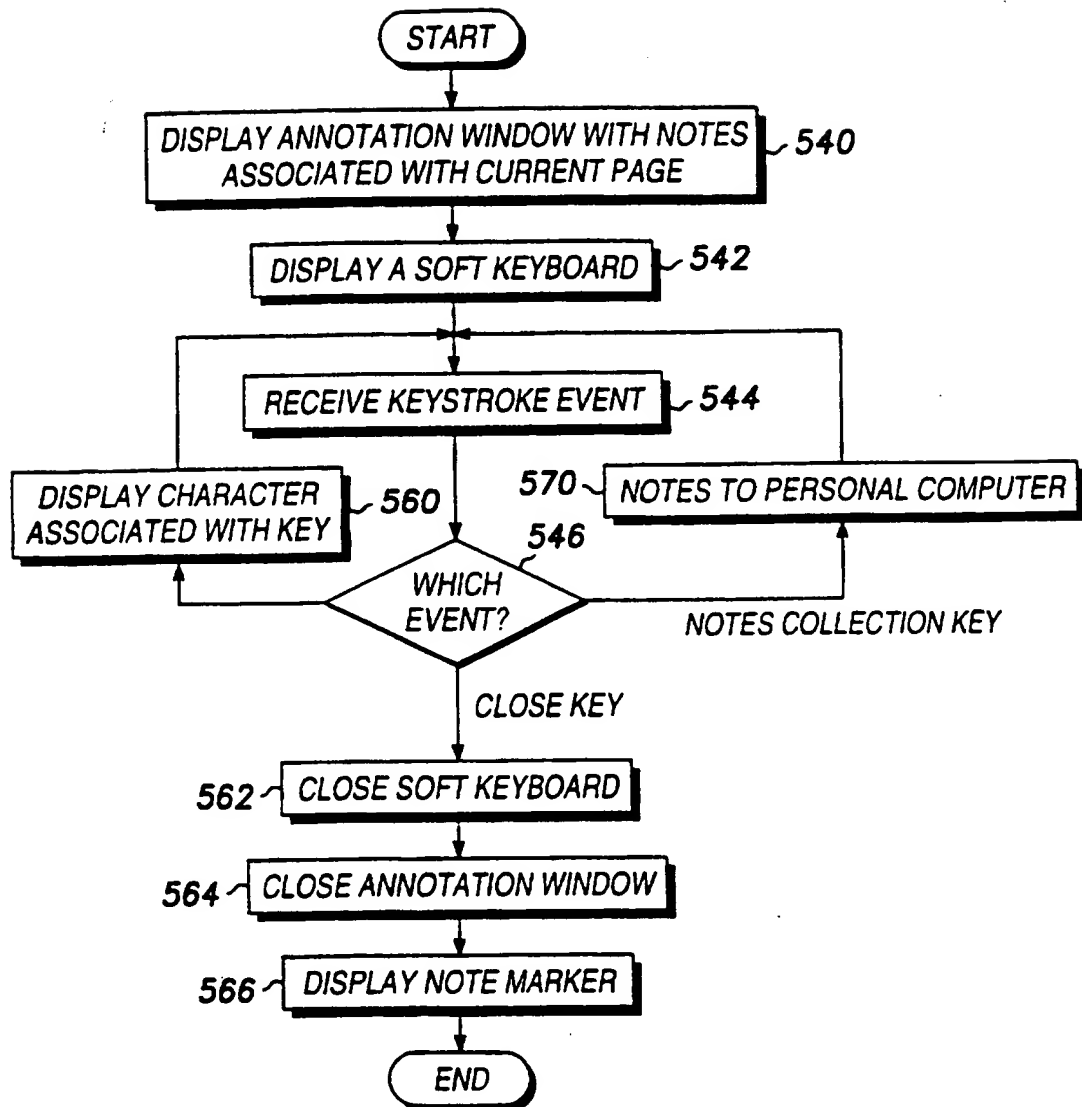 START
DISPLAY ANNOTATION WINDOW WITH NOTES
ASSOCIATED WITH CURRENT PAGE
540
DISPLAY A SOFT KEYBOARD
542
RECEIVE KEYSTROKE EVENT
544
DISPLAY CHARACTER
ASSOCIATED WITH KEY
560
570
NOTES TO PERSONAL COMPUTER
546
WHICH
EVENT?
NOTES COLLECTION KEY
CLOSE KEY
562
CLOSE SOFT KEYBOARD
564
CLOSE ANNOTATION WINDOW
566
DISPLAY NOTE MARKER
END